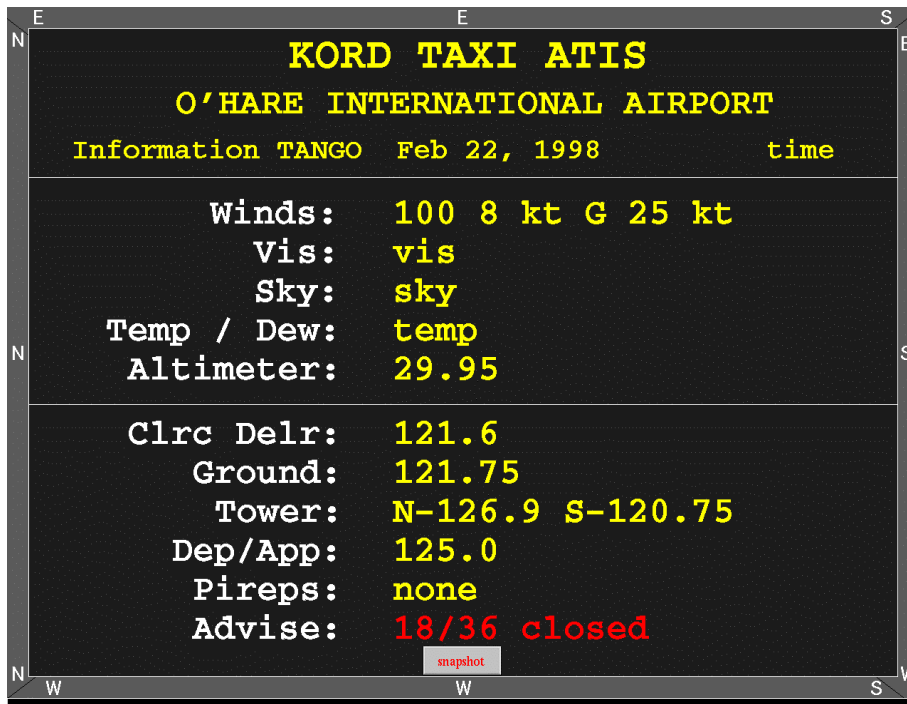 E E S
N E
KORD TAXI ATIS
O'HARE INTERNATIONAL AIRPORT
Information TANGO Feb 22, 1998 time
Winds: 100 8 kt G 25 kt
Vis: vis
Sky: sky
Temp / Dew: temp
N S
Altimeter: 29.95
Clrc Delr: 121.6
Ground: 121.75
Tower: N-126.9 S-120.75
Dep/App: 125.0
Pireps: none
Advise: 18/36 closed
snapshot
N W
W W S